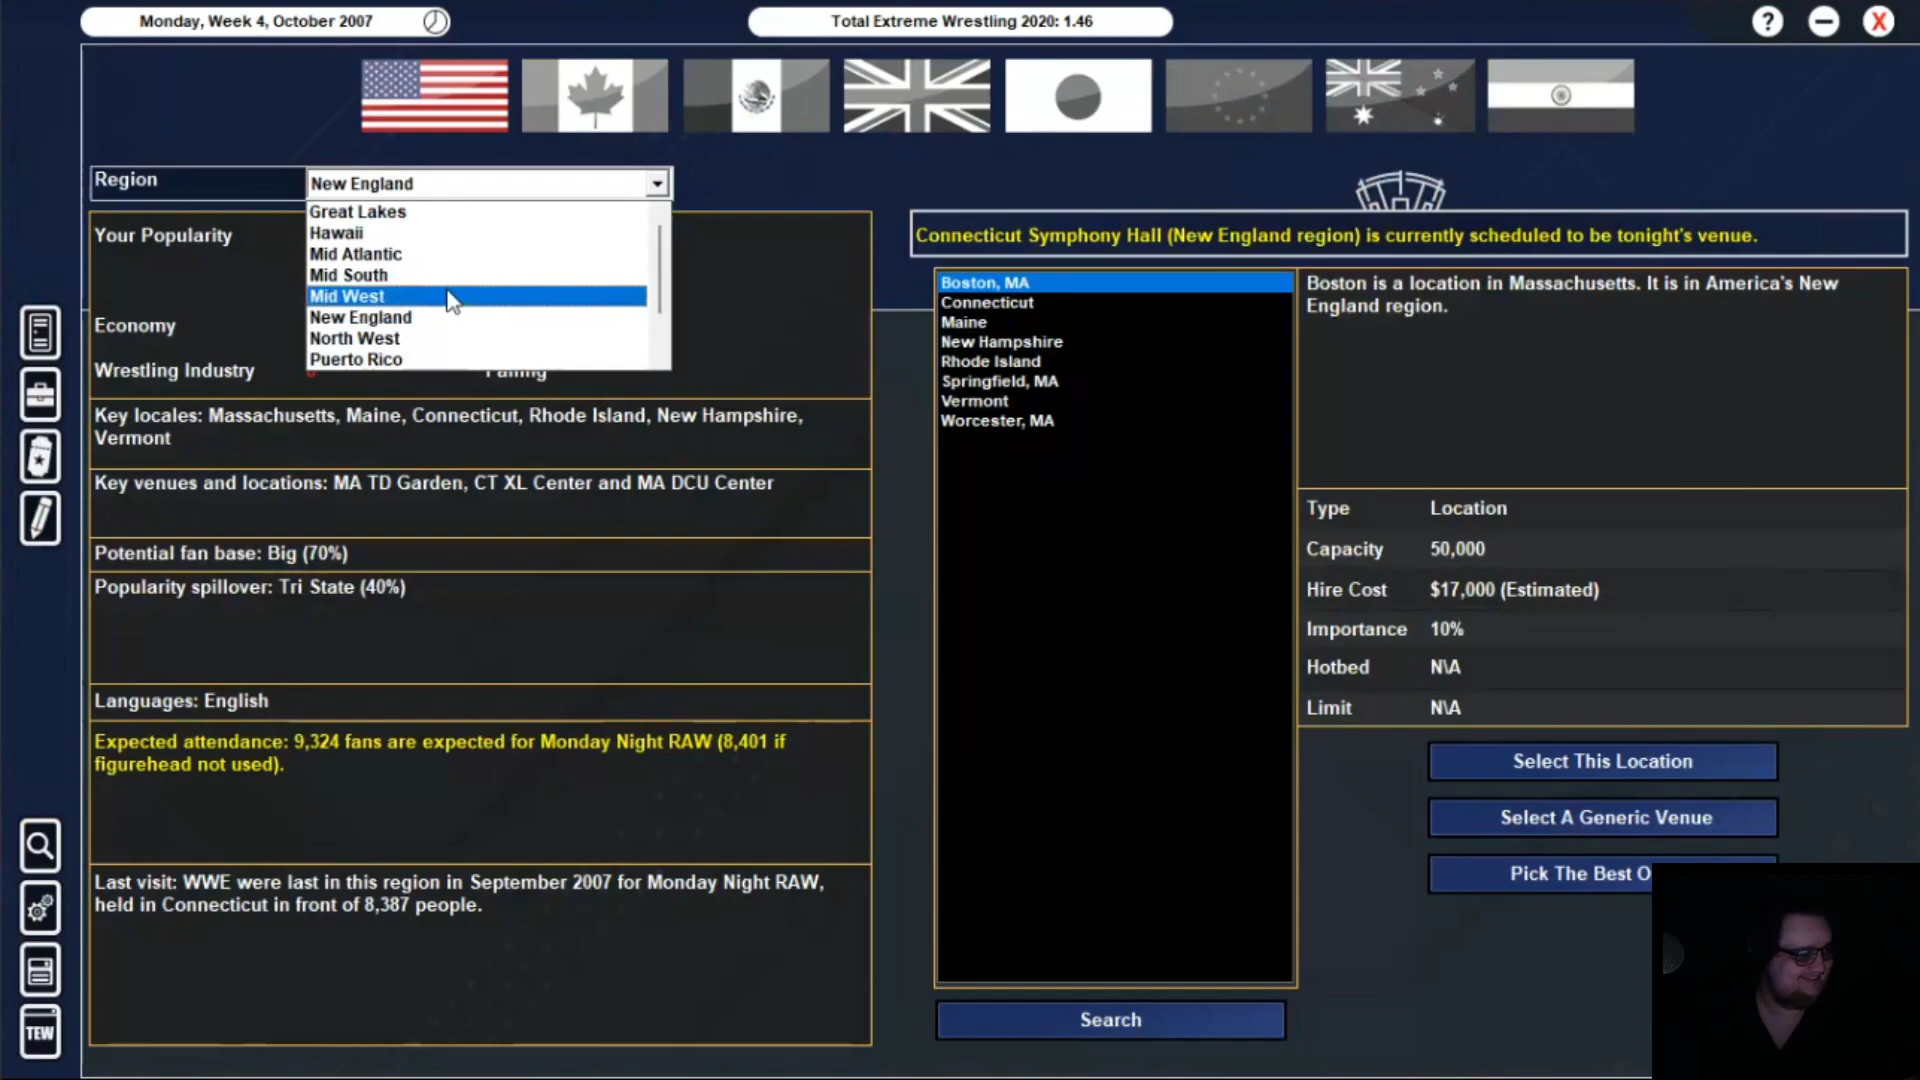 Monday, Week 4, October 2007
Total Extreme Wrestling 2020: 1.46
?
X
Region
New England
Great Lakes
Hawaii
Mid Atlantic
Mid South
Mid West
New England
North West
Puerto Rico
Your Popularity
Economy
Wrestling Industry
Falling
Key locales: Massachusetts, Maine, Connecticut, Rhode Island, New Hampshire,
Vermont
Key venues and locations: MA TD Garden, CT XL Center and MA DCU Center
Potential fan base: Big (70%)
Popularity spillover: Tri State (40%)
Languages: English
Expected attendance: 9,324 fans are expected for Monday Night RAW (8,401 if
figurehead not used).
Last visit: WWE were last in this region in September 2007 for Monday Night RAW,
held in Connecticut in front of 8,387 people.
Connecticut Symphony Hall (New England region) is currently scheduled to be tonight's venue.
Boston, MA
Connecticut
Maine
New Hampshire
Rhode Island
Springfield, MA
Vermont
Worcester, MA
Search
Boston is a location in Massachusetts. It is in America's New
England region.
Type Location
Capacity 50,000
Hire Cost $17,000 (Estimated)
Importance 10%
Hotbed N\A
Limit N\A
Select This Location
Select A Generic Venue
Pick The Best O
TEW